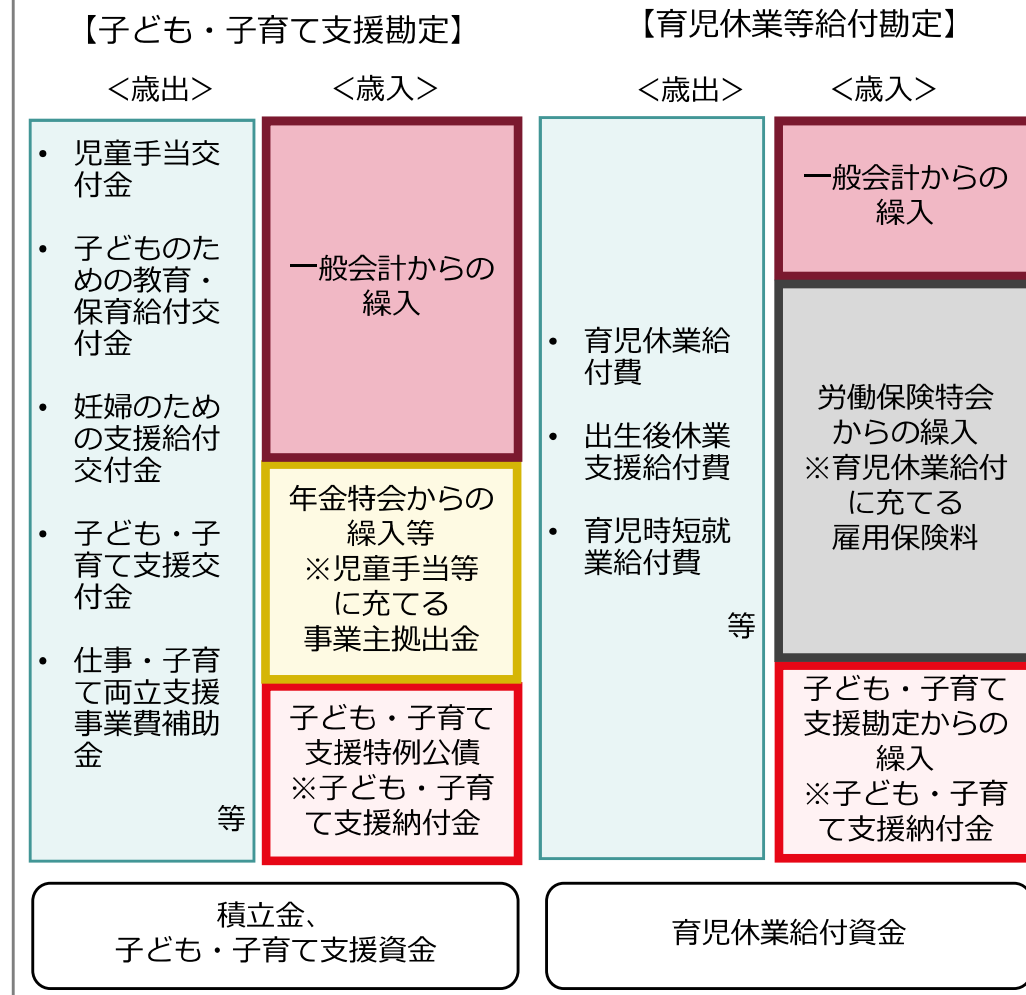 【子ども・子育て支援勘定】
＜歳出＞
＜歳入＞
• 児童手当交
付金
• 子どものた
めの教育・
保育給付交
付金
• 妊婦のため
の支援給付
交付金
• 子ども・子
育て支援交
付金
• 仕事・子育
て両立支援
事業費補助
金
等
一般会計からの
繰入
年金特会からの
繰入等
※児童手当等
に充てる
事業主拠出金
子ども・子育て
支援特例公債
※子ども・子育
て支援納付金
積立金、
子ども・子育て支援資金
【育児休業等給付勘定】
＜歳出＞
＜歳入＞
• 育児休業給
付費
• 出生後休業
支援給付費
• 育児時短就
業給付費
等
一般会計からの
繰入
労働保険特会
からの繰入
※育児休業給付
に充てる
雇用保険料
子ども・子育て
支援勘定からの
繰入
※子ども・子育
て支援納付金
育児休業給付資金